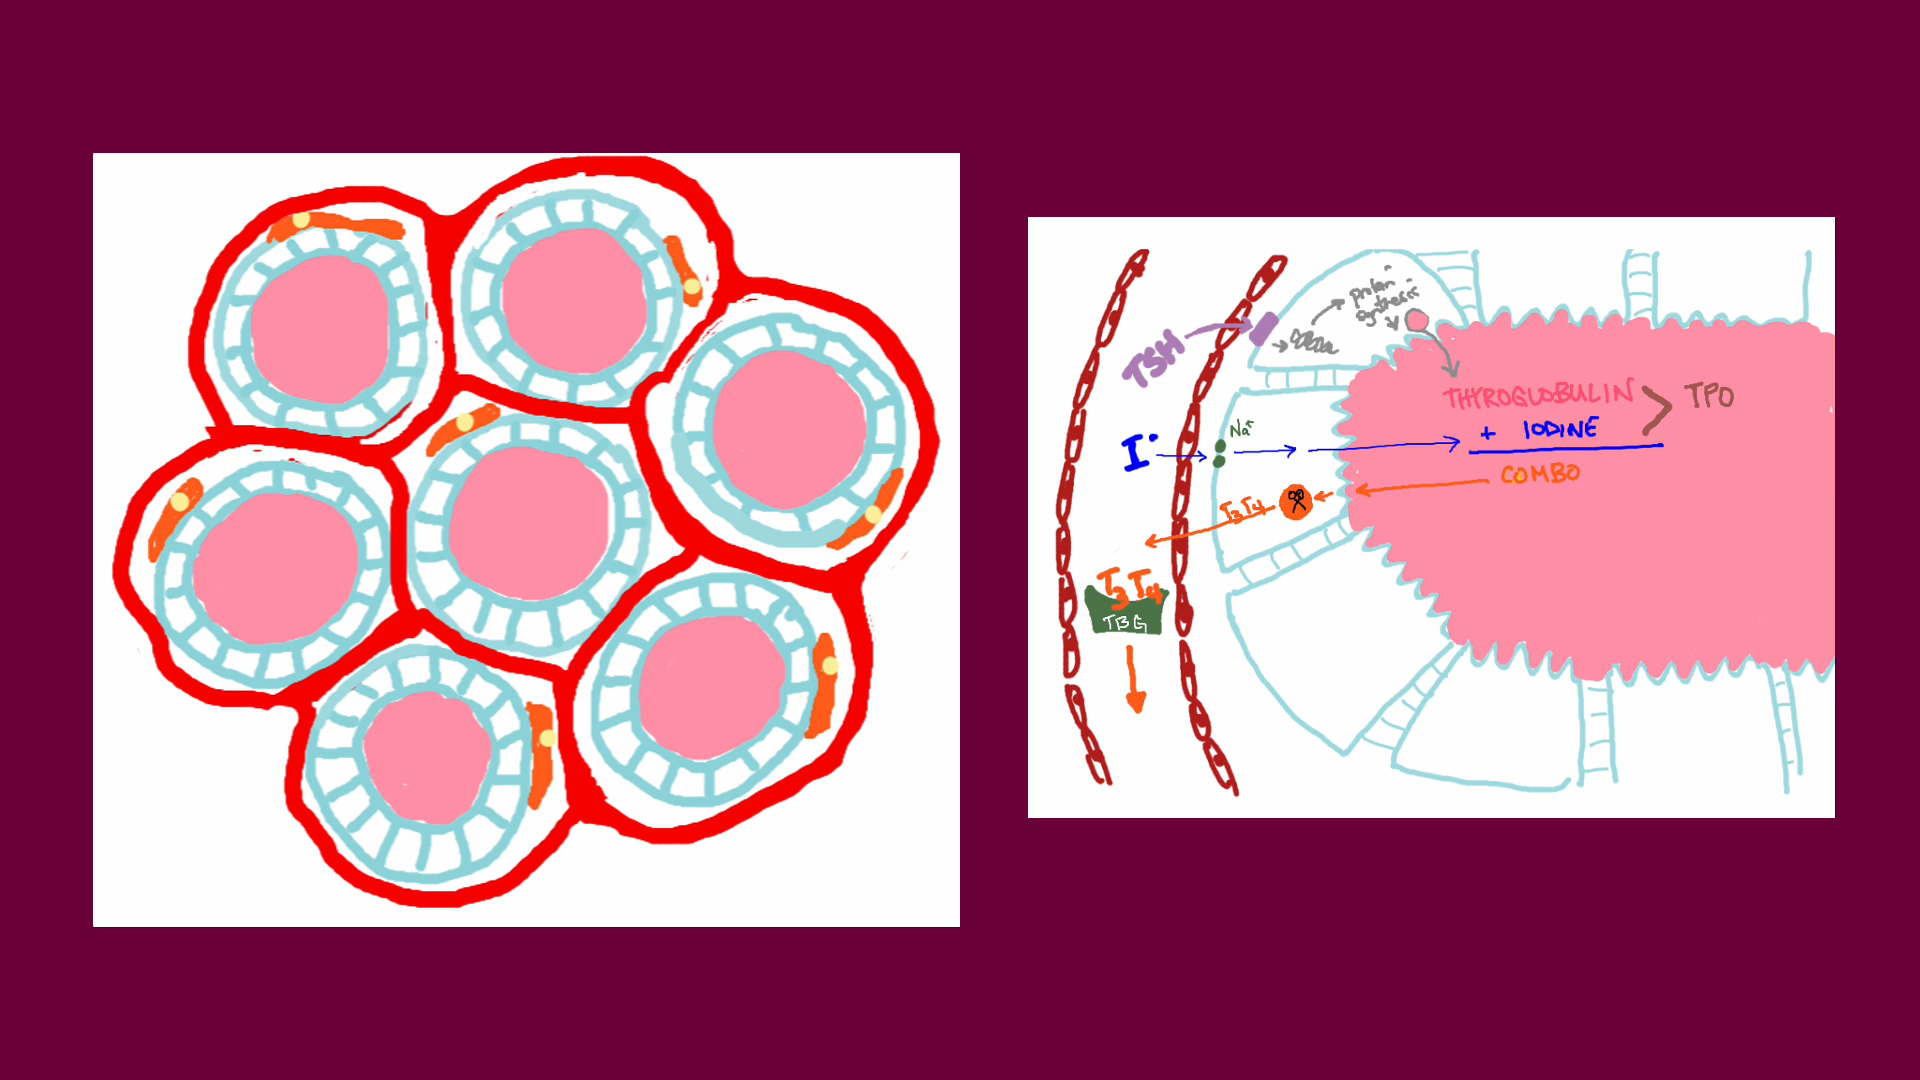 protein
synthesis
TSH
THYROGLOBULIN > TPO
Na+
I-
+ IODINE
COMBO
T3 T4
T3 T4
TBG